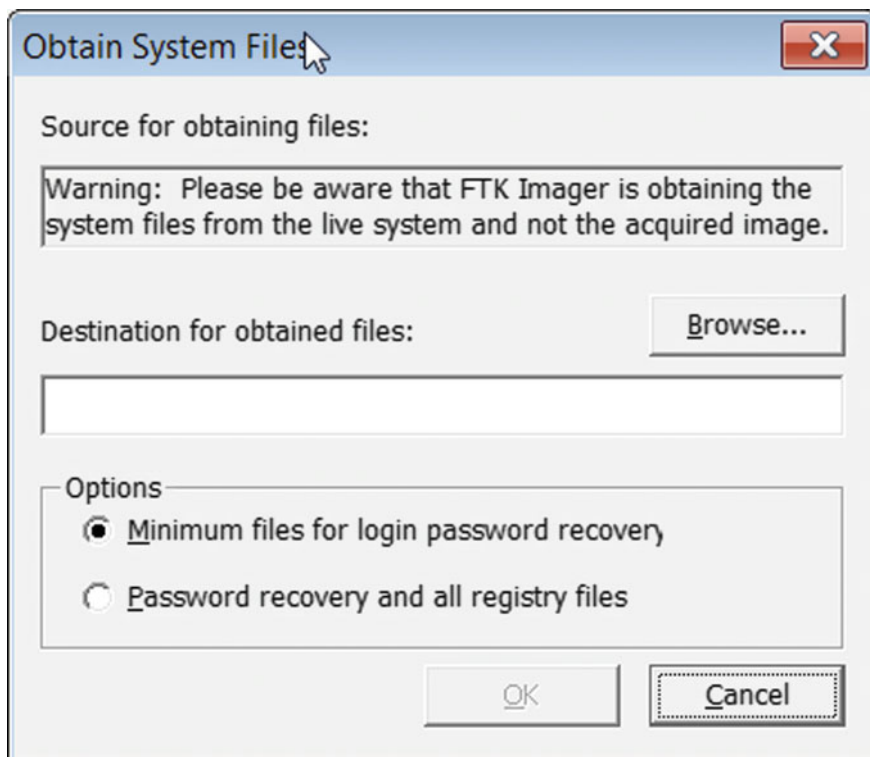 Obtain System Files
Source for obtaining files:
Warning:  Please be aware that FTK Imager is obtaining the
system files from the live system and not the acquired image.
Browse...
Destination for obtained files:
Options
Minimum files for login password recovery
Password recovery and all registry files
OK
Cancel